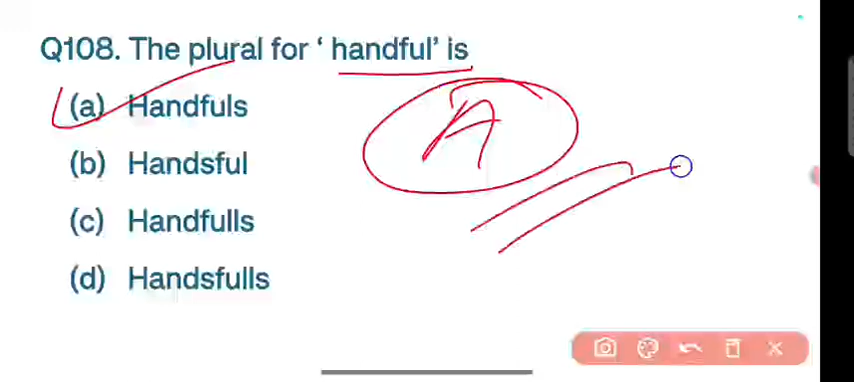 Q108. The plural for ‘ handful’ is
(a) Handfuls
A
(b) Handsful
(c) Handfulls
(d) Handsfulls